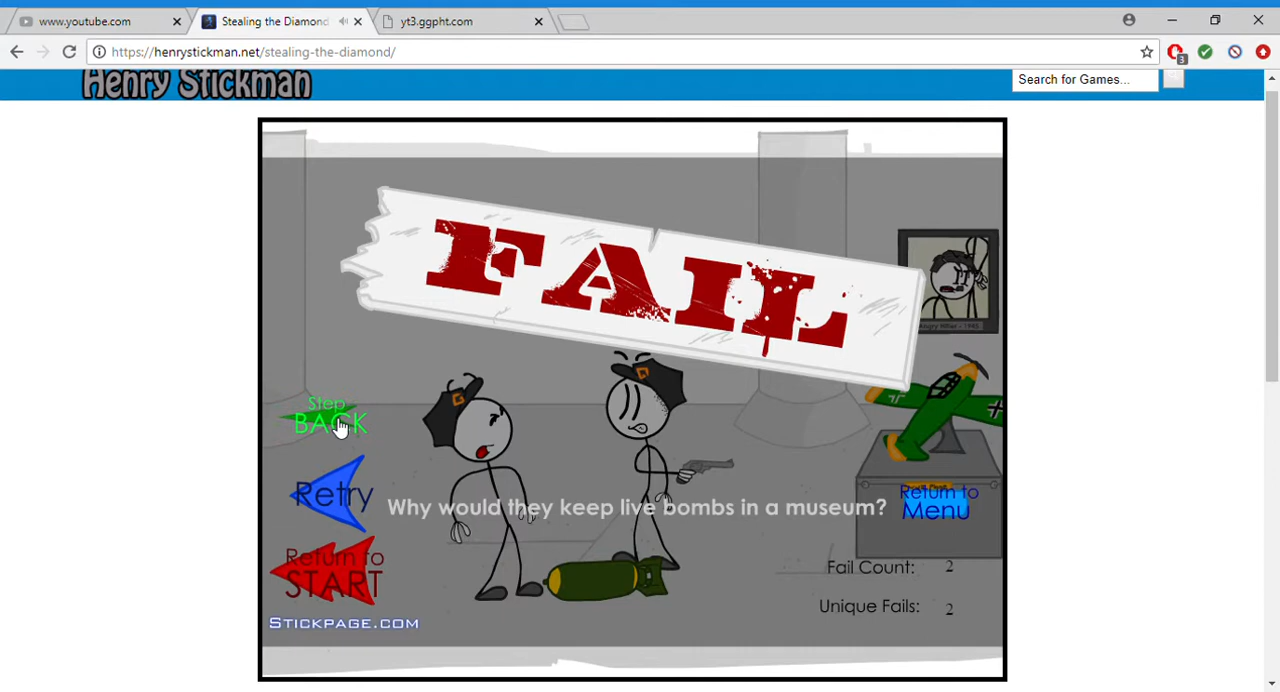 www.youtube.com
Stealing the Diamond
yt3.ggpht.com
https://henrystickman.net/stealing-the-diamond/
3
Henry Stickman
Search for Games...
FAIL
Step
BACK
Retry
Why would they keep live bombs in a museum?
Return to
Menu
Return to
START
Fail Count: 2
Unique Fails: 2
STICKPAGE.COM